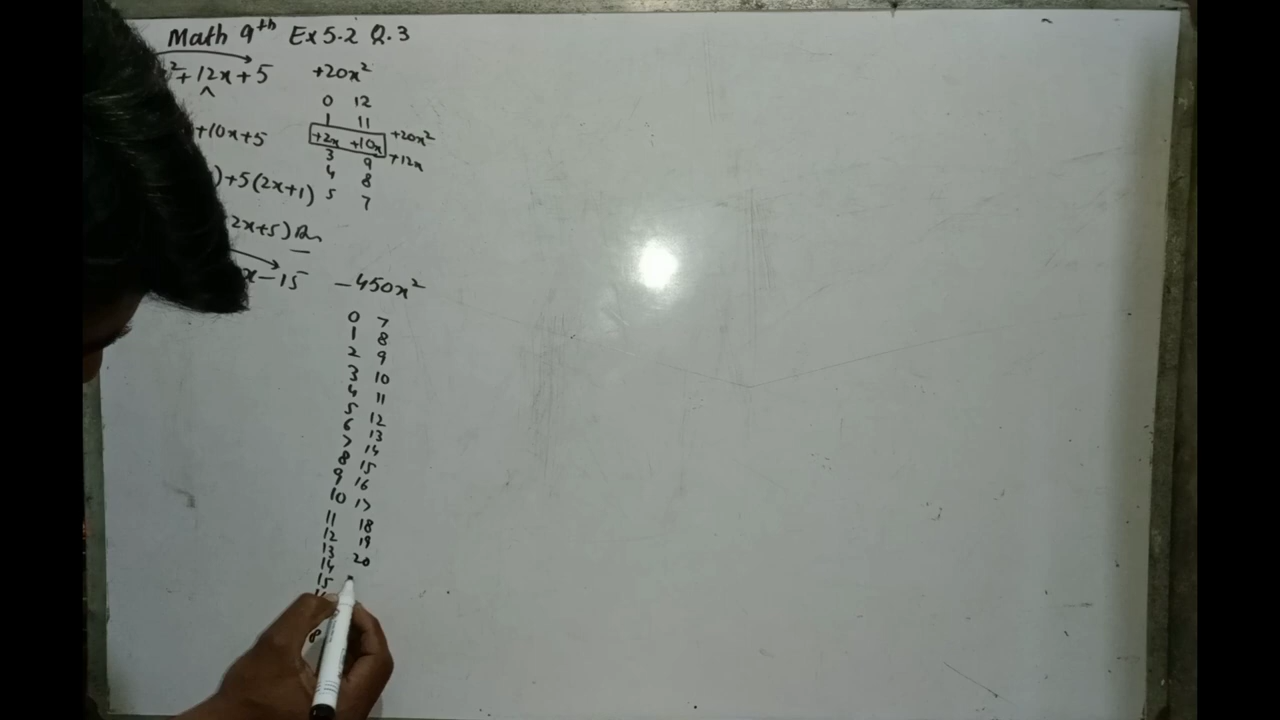 Math 9th Ex 5.2 Q.3
²+12x+5 +20x²
0 12
1 11
+2x +10x +20x²
+10x+5
3 9 +12x
4 8
)+5(2x+1) 5 7
2x+5)
x-15 -450x²
0 7
1 8
2 9
3 10
4 11
5 12
6 13
7 14
8 15
9 16
10 17
11 18
12 19
13 20
14
15
8